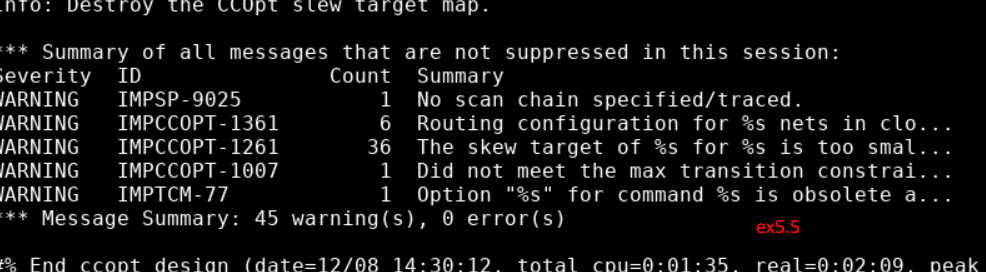 info: Destroy the CCOpt slew target map.
*** Summary of all messages that are not suppressed in this session:
Severity ID Count Summary
WARNING IMPSP-9025 1 No scan chain specified/traced.
WARNING IMPCCOPT-1361 6 Routing configuration for %s nets in clo...
WARNING IMPCCOPT-1261 36 The skew target of %s for %s is too smal...
WARNING IMPCCOPT-1007 1 Did not meet the max transition constrai...
WARNING IMPTCM-77 1 Option "%s" for command %s is obsolete a...
*** Message Summary: 45 warning(s), 0 error(s)
ex5.5
#% End ccopt_design (date=12/08 14:30:12, total cpu=0:01:35, real=0:02:09, peak